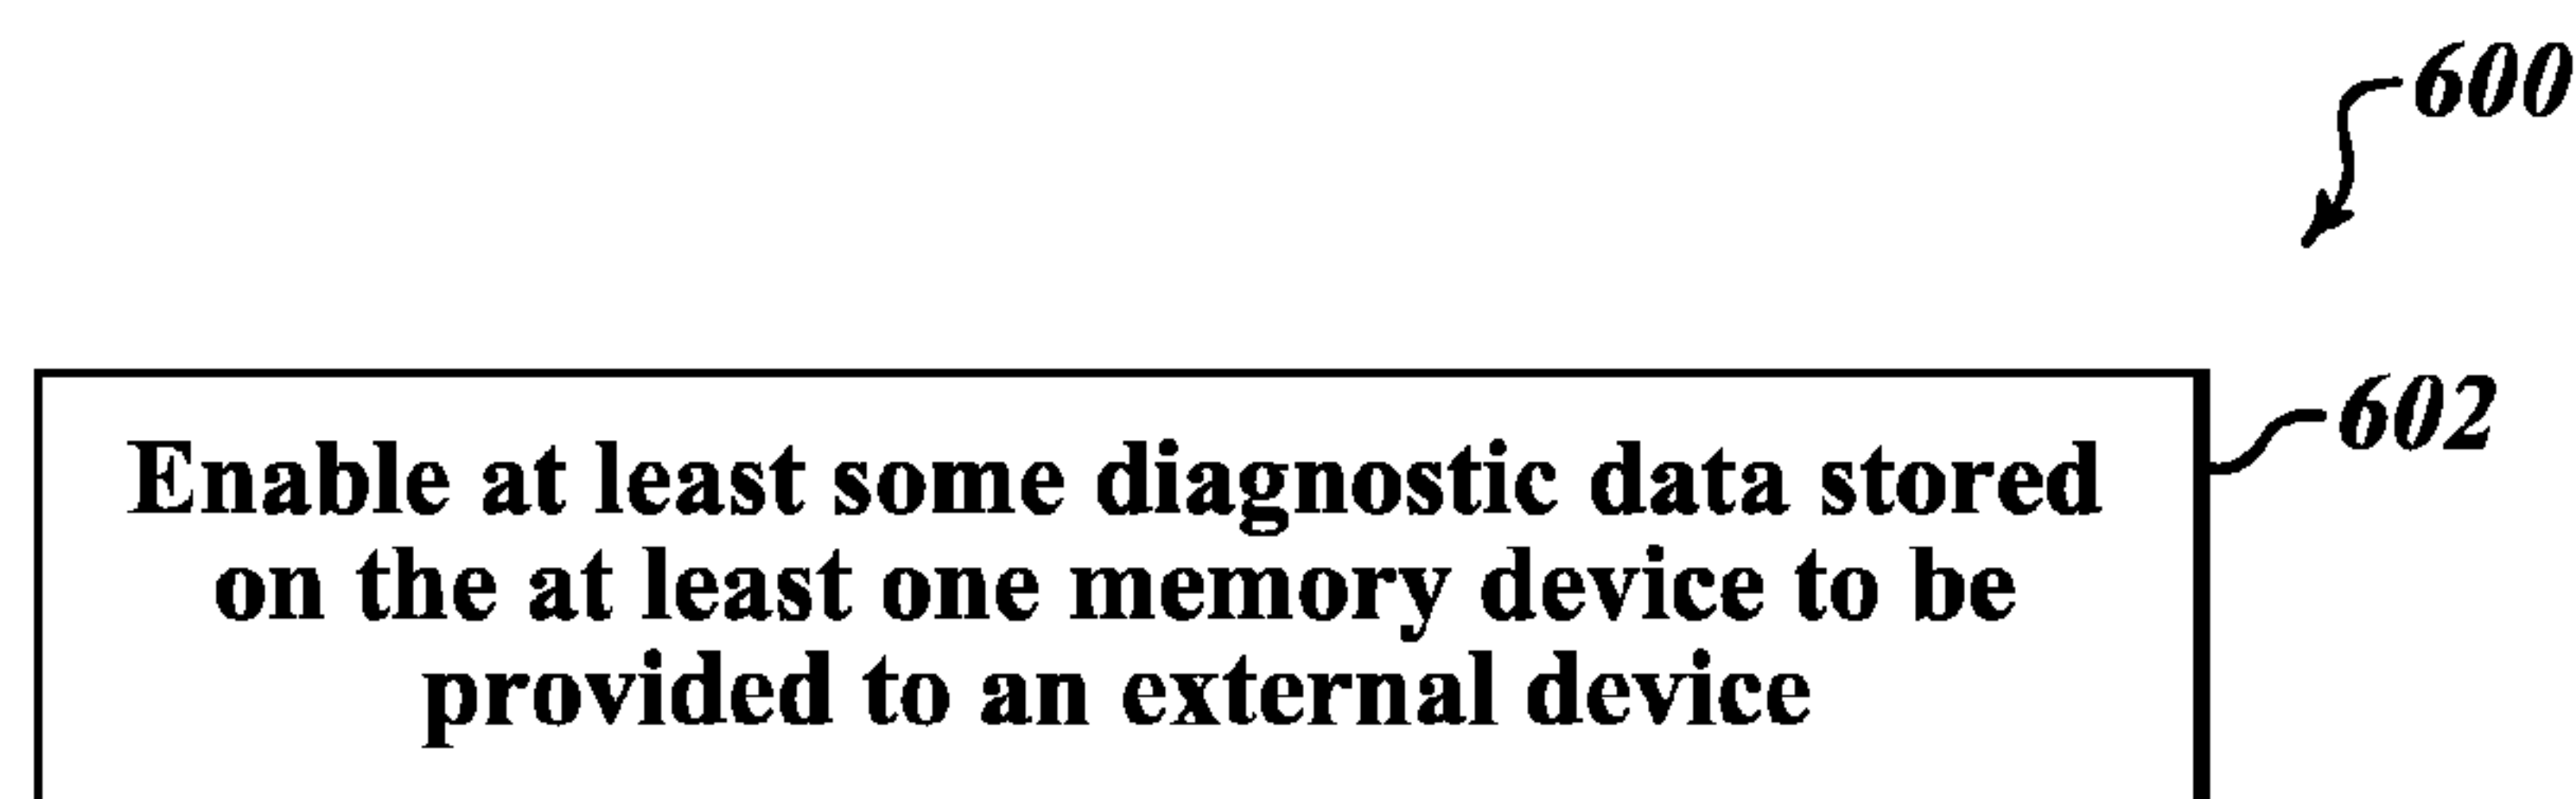 600
602
Enable at least some diagnostic data stored
on the at least one memory device to be
provided to an external device